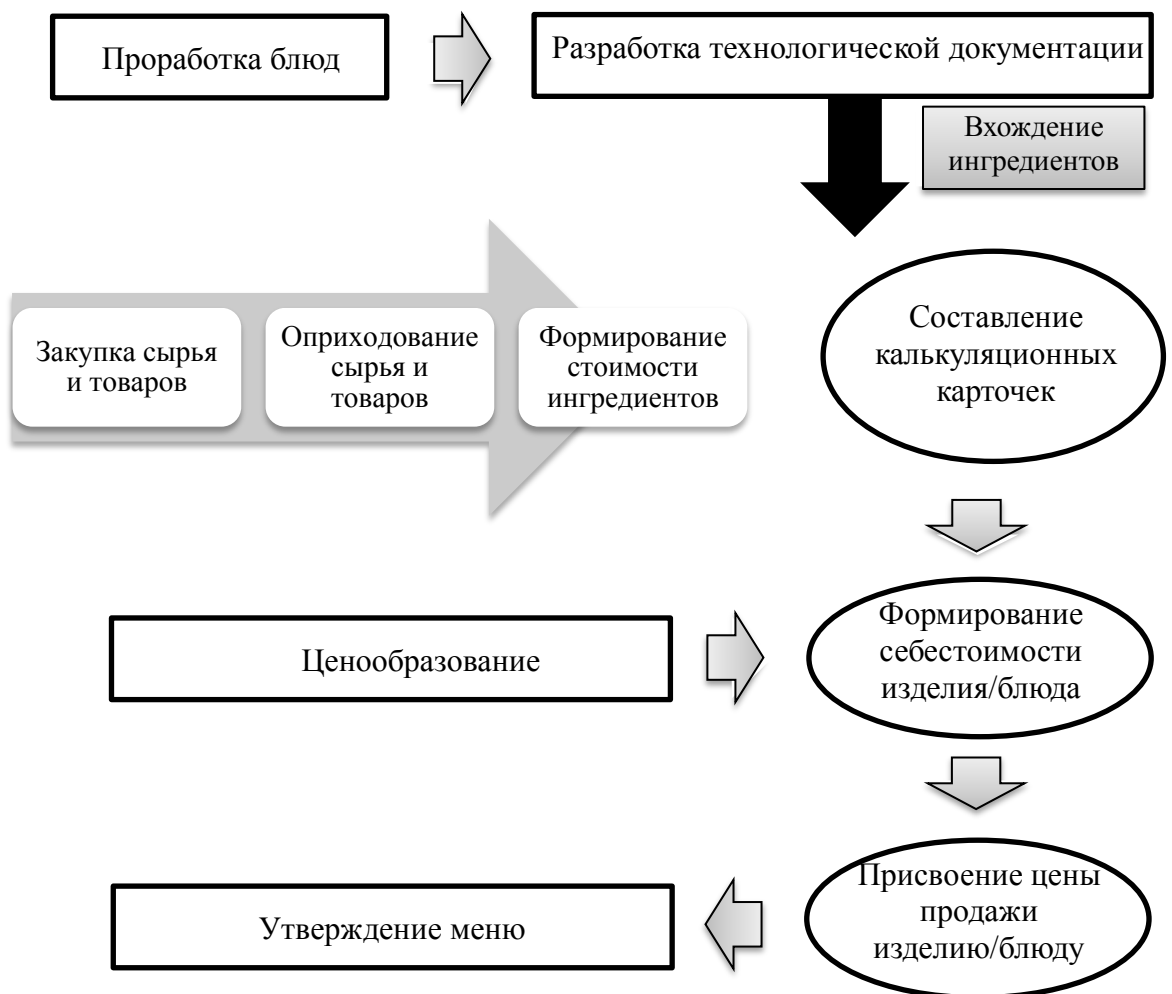 Проработка блюд
Разработка технологической документации
Вхождение
ингредиентов
Закупка сырья
и товаров
Оприходование
сырья и
товаров
Формирование
стоимости
ингредиентов
Составление
калькуляционных
карточек
Ценообразование
Формирование
себестоимости
изделия/блюда
Утверждение меню
Присвоение цены
продажи
изделию/блюду